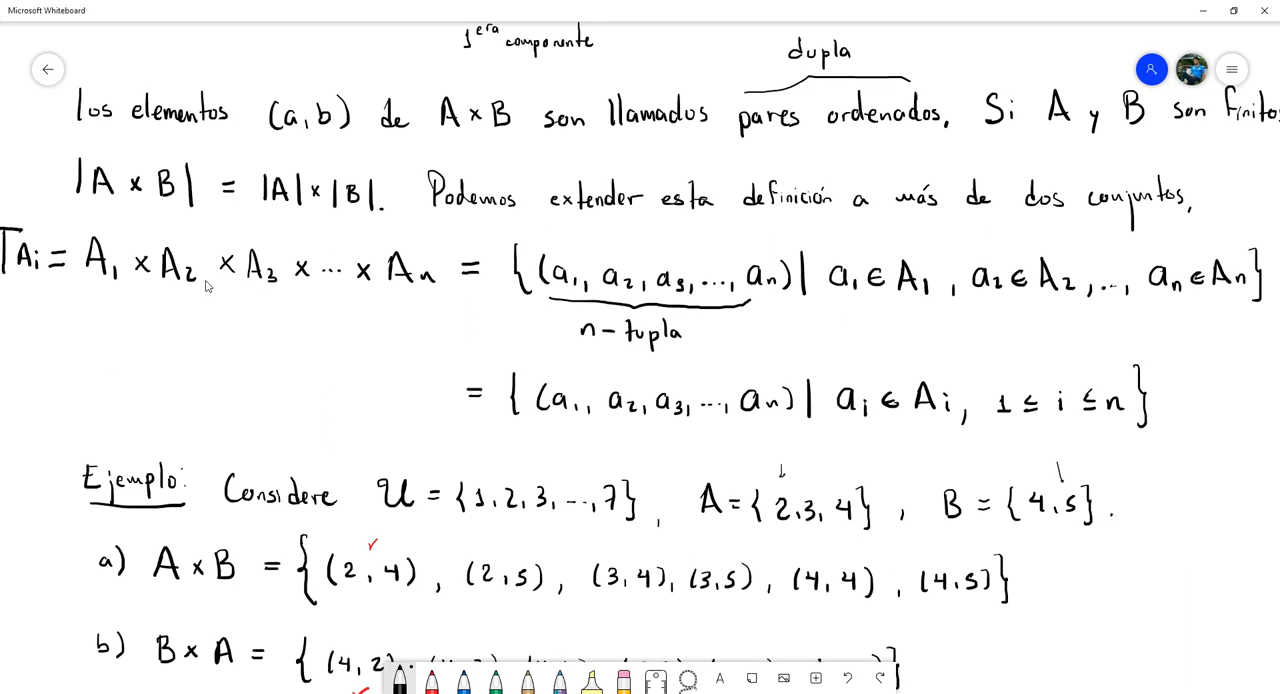 Microsoft Whiteboard
1era componente
dupla
los elementos (a,b) de A×B son llamados pares ordenados. Si A y B son finitos
|A × B| = |A|×|B|. Podemos extender esta definición a más de dos conjuntos,
πAi = A1 × A2 × A3 × ... × An = {(a1, a2, a3, ..., an)| a1 ∈ A1, a2 ∈ A2, ..., an ∈ An}
n-tupla
= {(a1, a2, a3, ..., an)| ai ∈ Ai, 1 ≤ i ≤ n}
Ejemplo: Considere U = {1,2,3,...,7}, A = {2,3,4}, B = {4,5}.
a) A × B = {(2,4), (2,5), (3,4), (3,5), (4,4), (4,5)}
b) B × A = {(4,2),
A